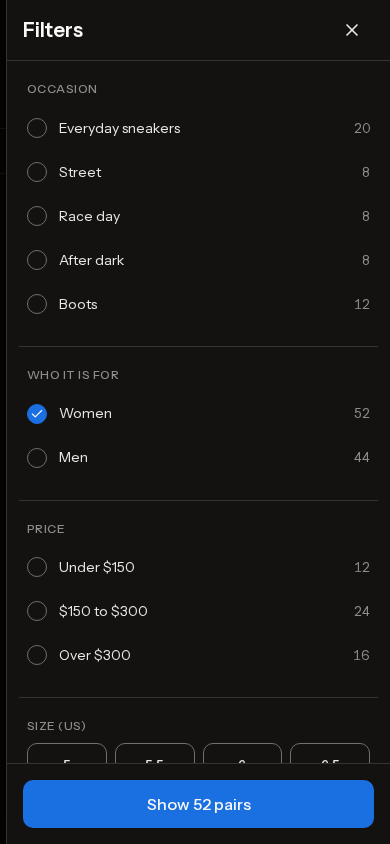 Filters
OCCASION
Everyday sneakers 20
Street 8
Race day 8
After dark 8
Boots 12
WHO IT IS FOR
Women 52
Men 44
PRICE
Under $150 12
$150 to $300 24
Over $300 16
SIZE (US)
Show 52 pairs